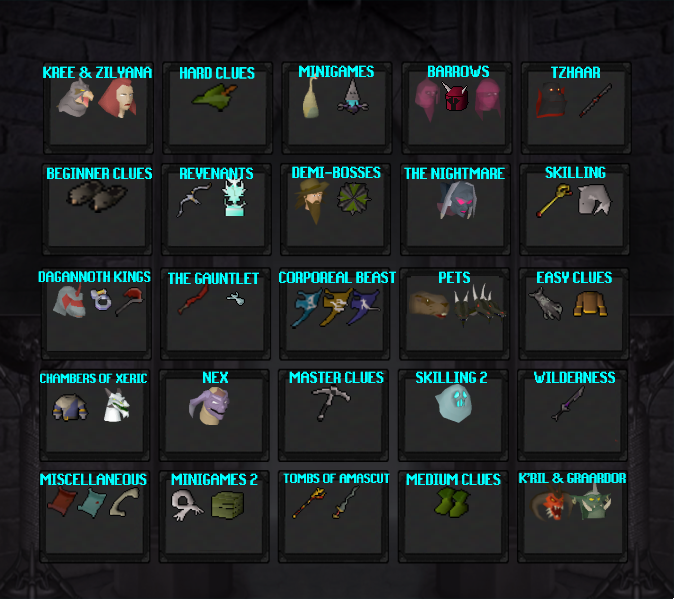 KREE & ZILYANA
HARD CLUES
MINIGAMES
BARROWS
TZHAAR
BEGINNER CLUES
REVENANTS
DEMI-BOSSES
THE NIGHTMARE
SKILLING
DAGANNOTH KINGS
THE GAUNTLET
CORPOREAL BEAST
PETS
EASY CLUES
CHAMBERS OF XERIC
NEX
MASTER CLUES
SKILLING 2
WILDERNESS
MISCELLANEOUS
MINIGAMES 2
TOMBS OF AMASCUT
MEDIUM CLUES
K'RIL & GRAARDOR